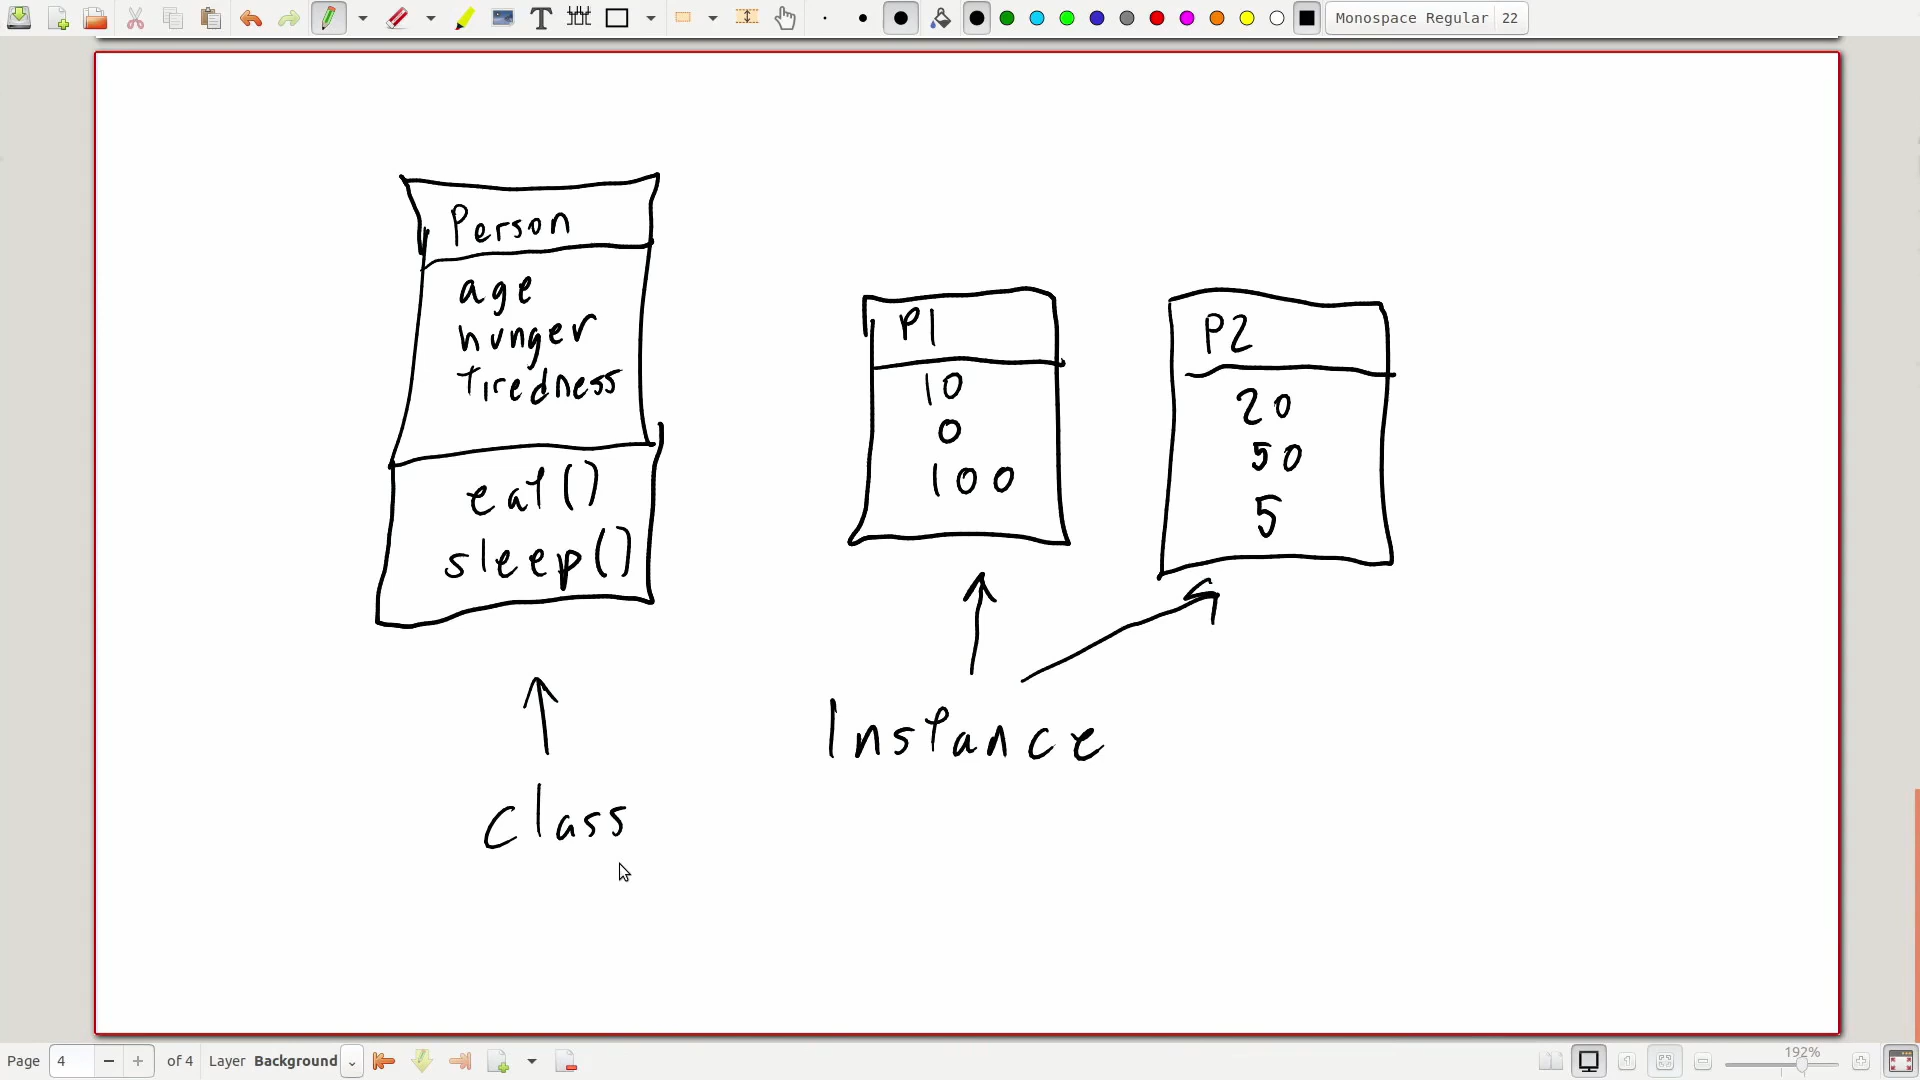 Monospace Regular 22
Person
age
hunger
tiredness
eat()
sleep()
P1
10
0
100
P2
20
50
5
Instance
class
Page 4 of 4 Layer Background 192%